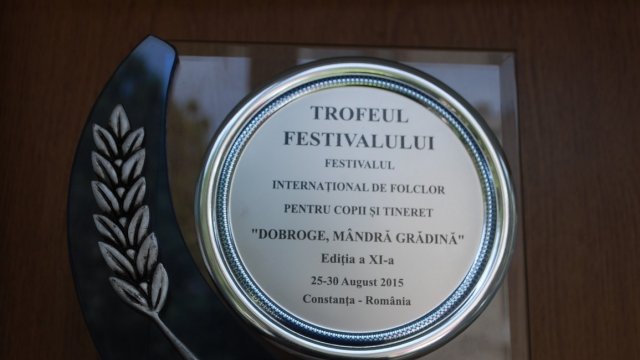 TROFEUL
FESTIVALULUI
FESTIVALUL
INTERNAȚIONAL DE FOLCLOR
PENTRU COPII ȘI TINERET
"DOBROGE, MÂNDRĂ GRĂDINĂ"
Ediția a XI-a
25-30 August 2015
Constanța - România